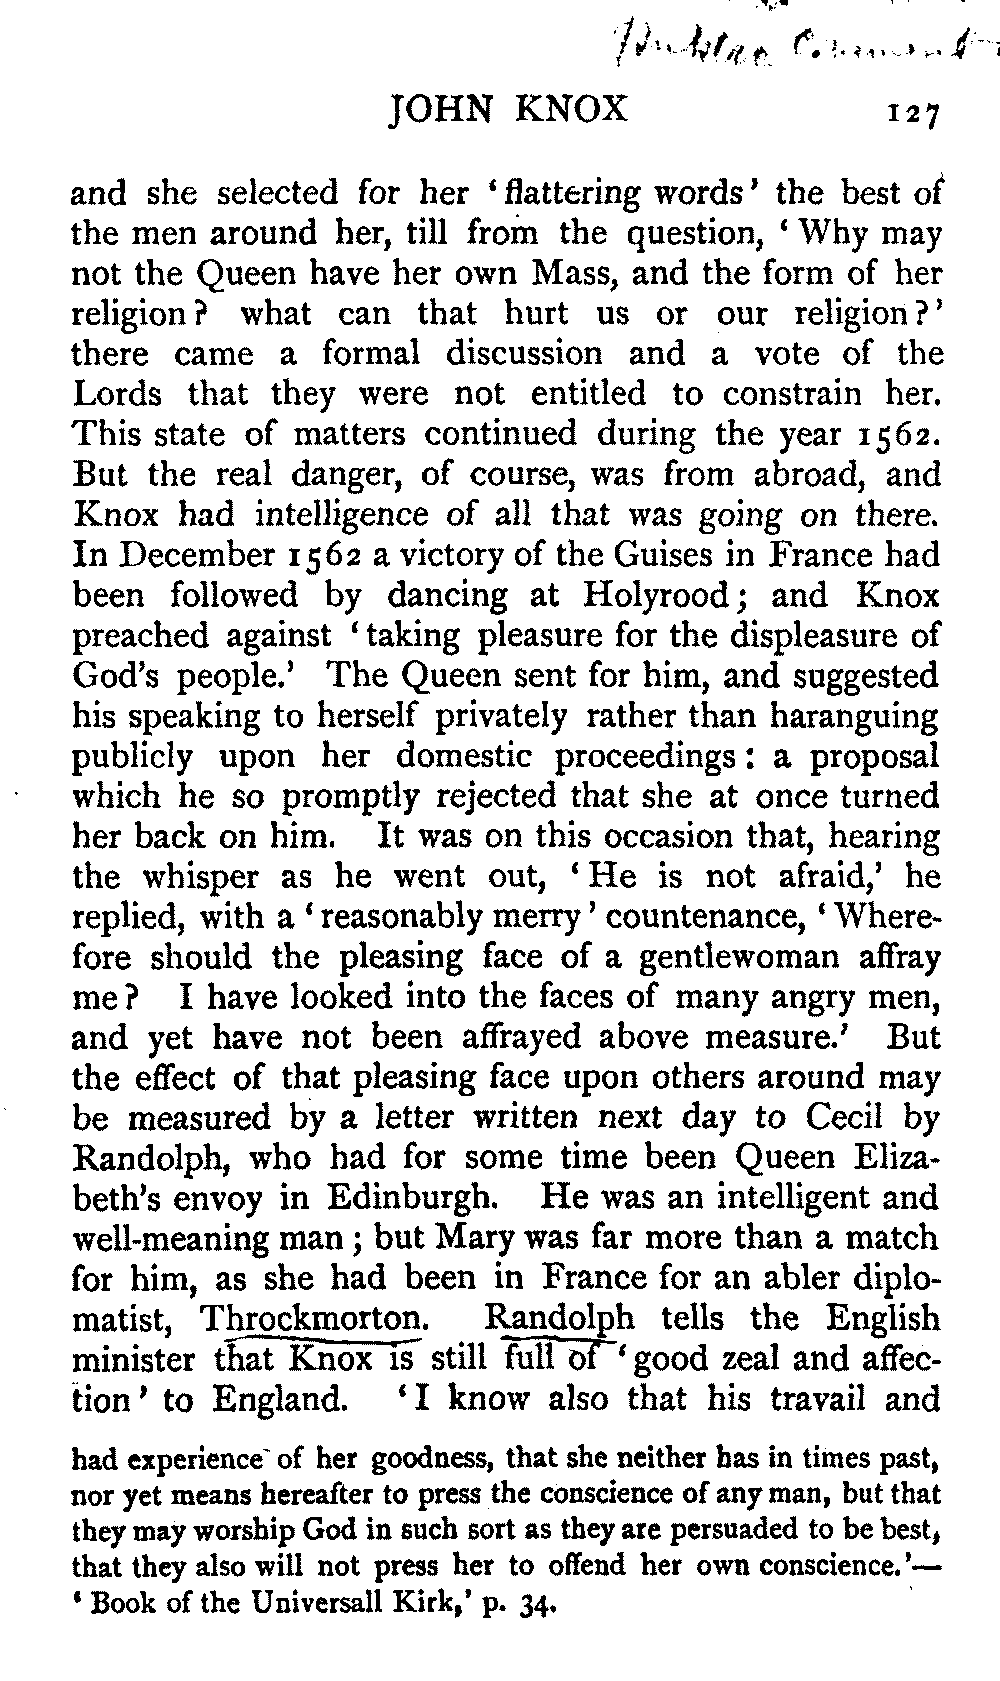 JOHN KNOX 127
and she selected for her ‘flattering words’ the best of
the men around her, till from the question, ‘Why may
not the Queen have her own Mass, and the form of her
religion? what can that hurt us or our religion?’
there came a formal discussion and a vote of the
Lords that they were not entitled to constrain her.
This state of matters continued during the year 1562.
But the real danger, of course, was from abroad, and
Knox had intelligence of all that was going on there.
In December 1562 a victory of the Guises in France had
been followed by dancing at Holyrood; and Knox
preached against ‘taking pleasure for the displeasure of
God’s people.’ The Queen sent for him, and suggested
his speaking to herself privately rather than haranguing
publicly upon her domestic proceedings: a proposal
which he so promptly rejected that she at once turned
her back on him. It was on this occasion that, hearing
the whisper as he went out, ‘He is not afraid,’ he
replied, with a ‘reasonably merry’ countenance, ‘Where-
fore should the pleasing face of a gentlewoman affray
me? I have looked into the faces of many angry men,
and yet have not been affrayed above measure.’ But
the effect of that pleasing face upon others around may
be measured by a letter written next day to Cecil by
Randolph, who had for some time been Queen Eliza-
beth’s envoy in Edinburgh. He was an intelligent and
well-meaning man; but Mary was far more than a match
for him, as she had been in France for an abler diplo-
matist, Throckmorton. Randolph tells the English
minister that Knox is still full of ‘good zeal and affec-
tion’ to England. ‘I know also that his travail and
had experience of her goodness, that she neither has in times past,
nor yet means hereafter to press the conscience of any man, but that
they may worship God in such sort as they are persuaded to be best,
that they also will not press her to offend her own conscience.’—
‘Book of the Universall Kirk,’ p. 34.